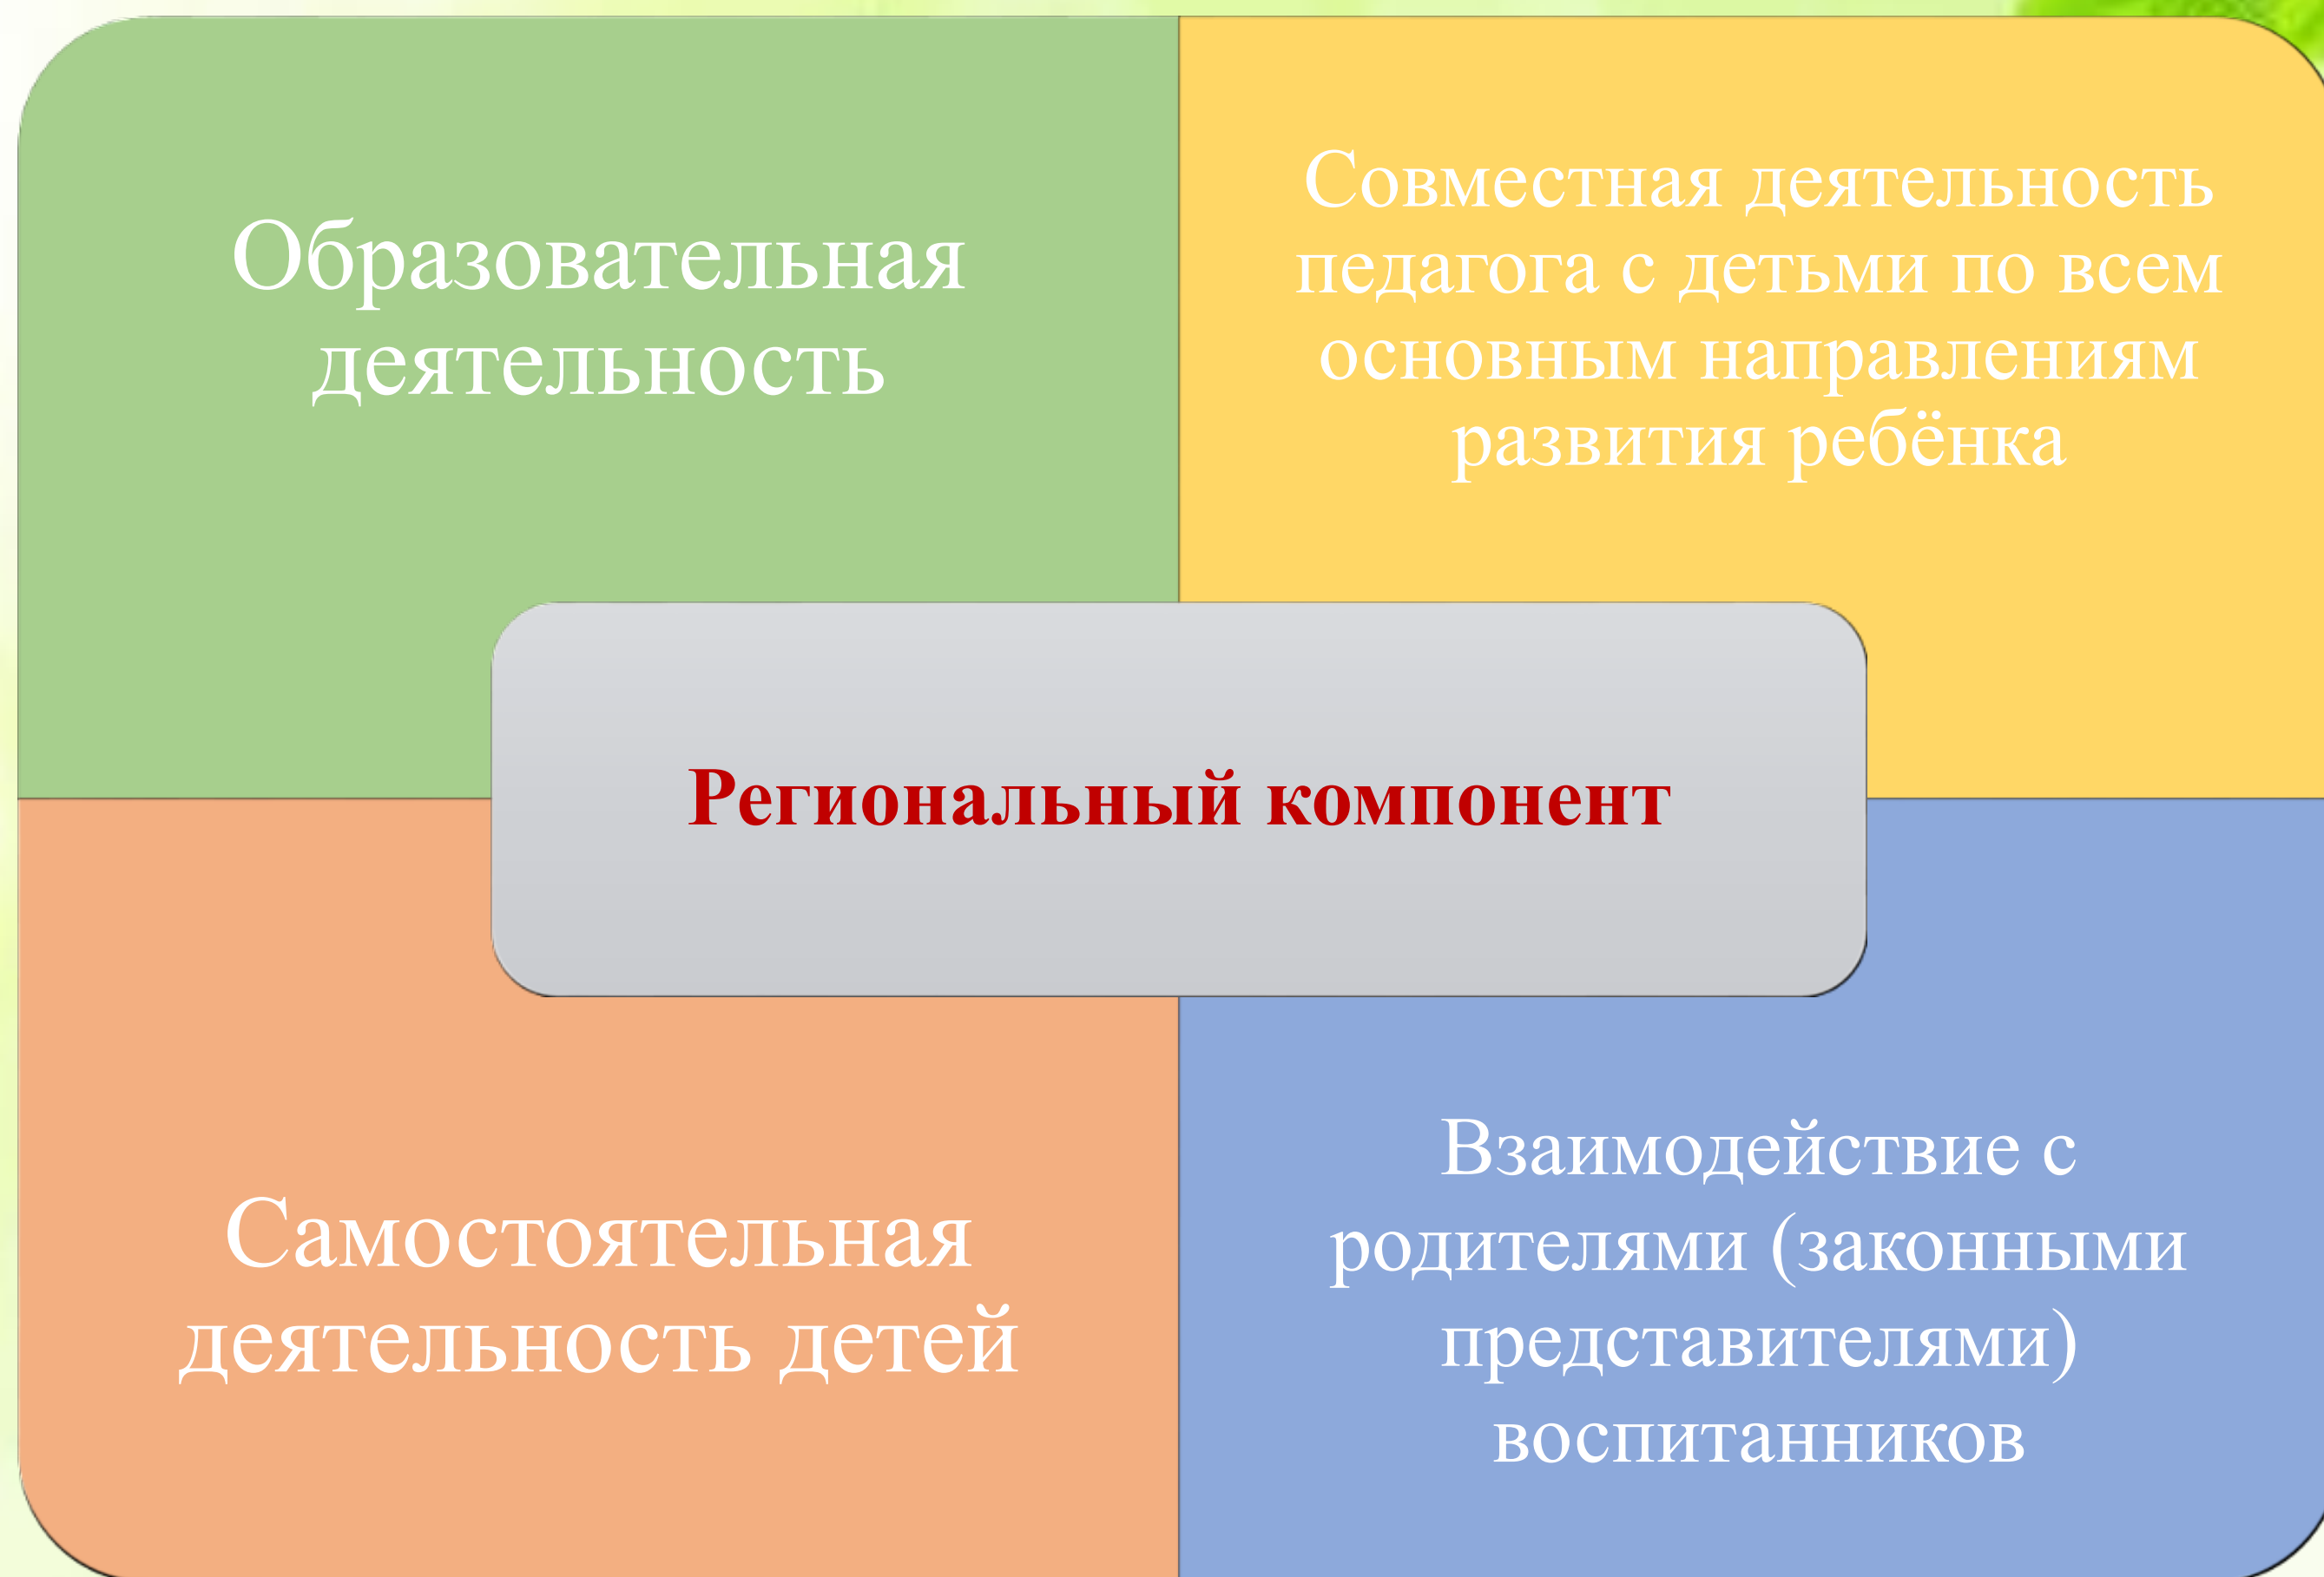 Образовательная
деятельность
Совместная деятельность
педагога с детьми по всем
основным направлениям
развития ребёнка
Региональный компонент
Самостоятельная
деятельность детей
Взаимодействие с
родителями (законными
представителями)
воспитанников